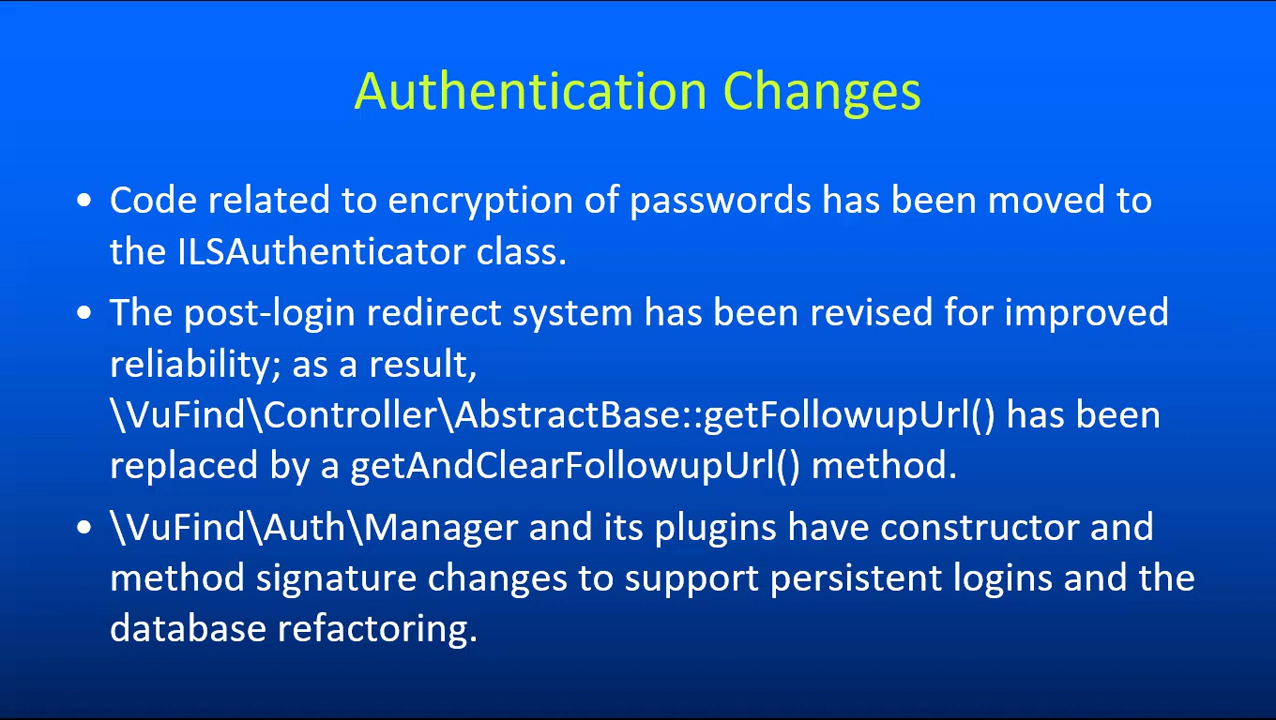 Authentication Changes
• Code related to encryption of passwords has been moved to
the ILSAuthenticator class.
• The post-login redirect system has been revised for improved
reliability; as a result,
\VuFind\Controller\AbstractBase::getFollowupUrl() has been
replaced by a getAndClearFollowupUrl() method.
• \VuFind\Auth\Manager and its plugins have constructor and
method signature changes to support persistent logins and the
database refactoring.